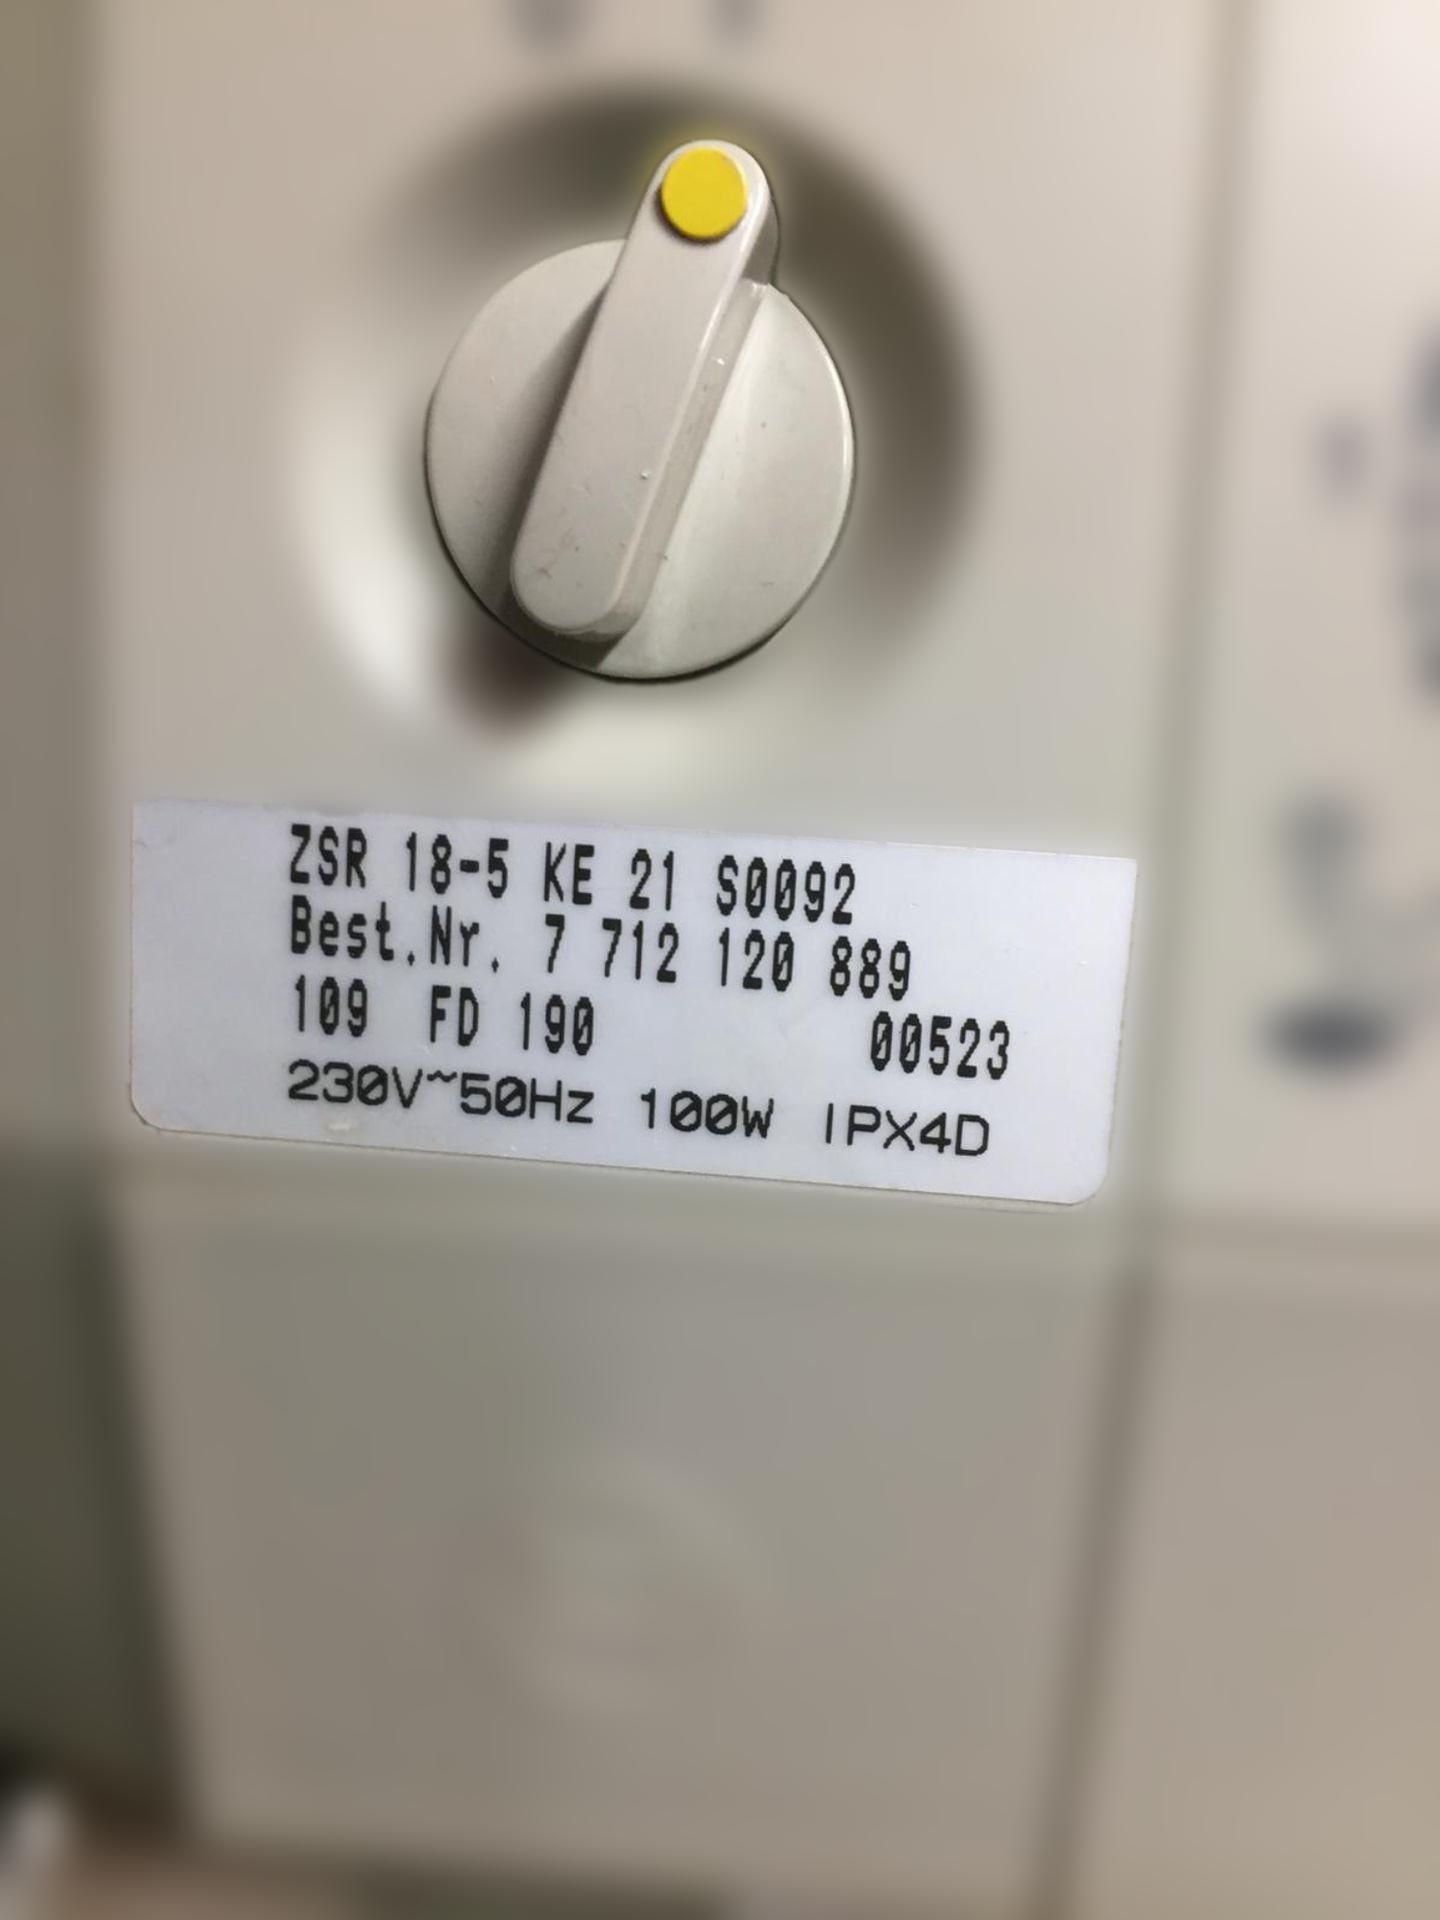 ZSR 18-5 KE 21 S0092
Best.Nr. 7 712 120 889
109 FD 190 00523
230V~50Hz 100W IPX4D